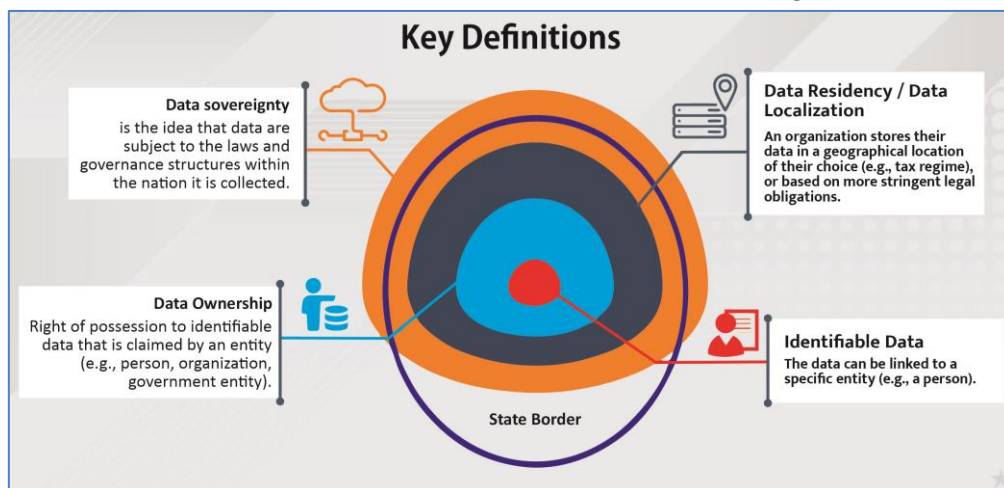 Key Definitions
Data sovereignty
is the idea that data are
subject to the laws and
governance structures within
the nation it is collected.
Data Residency / Data
Localization
An organization stores their
data in a geographical location
of their choice (e.g., tax regime),
or based on more stringent legal
obligations.
Data Ownership
Right of possession to identifiable
data that is claimed by an entity
(e.g., person, organization,
government entity).
Identifiable Data
The data can be linked to a
specific entity (e.g., a person).
State Border